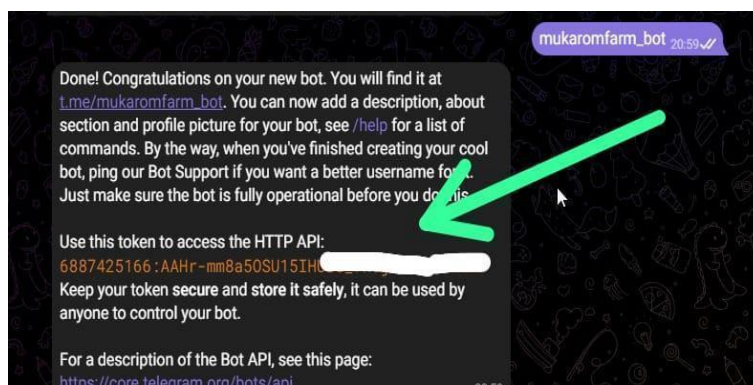 mukaromfarm_bot 20:59
Done! Congratulations on your new bot. You will find it at
t.me/mukaromfarm_bot. You can now add a description, about
section and profile picture for your bot, see /help for a list of
commands. By the way, when you've finished creating your cool
bot, ping our Bot Support if you want a better username
Just make sure the bot is fully operational before you
Use this token to access the HTTP API:
6887425166:AAHr-mm8a5OSU15IH
Keep your token secure and store it safely, it can be used by
anyone to control your bot.
For a description of the Bot API, see this page:
https://core.telegram.org/bots/api